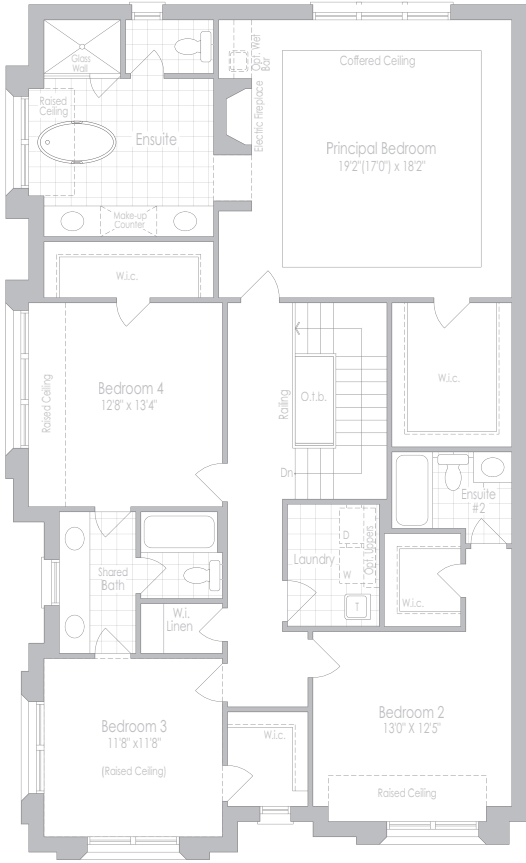 Glass
Wall
Opt. Wet
Bar
Coffered Ceiling
Raised
Ceiling
Ensuite
Electric Fireplace
Principal Bedroom
19'2"(17'0") x 18'2"
Make-up
Counter
W.i.c.
Raised Ceiling
Bedroom 4
12'8" x 13'4"
Railing
O.t.b.
W.i.c.
Dn
Ensuite
#2
Shared
Bath
Laundry
D
W
Opt. Uppers
W.i.c.
W.i.
Linen
Bedroom 3
11'8" x11'8"
(Raised Ceiling)
W.i.c.
Bedroom 2
13'0" X 12'5"
Raised Ceiling